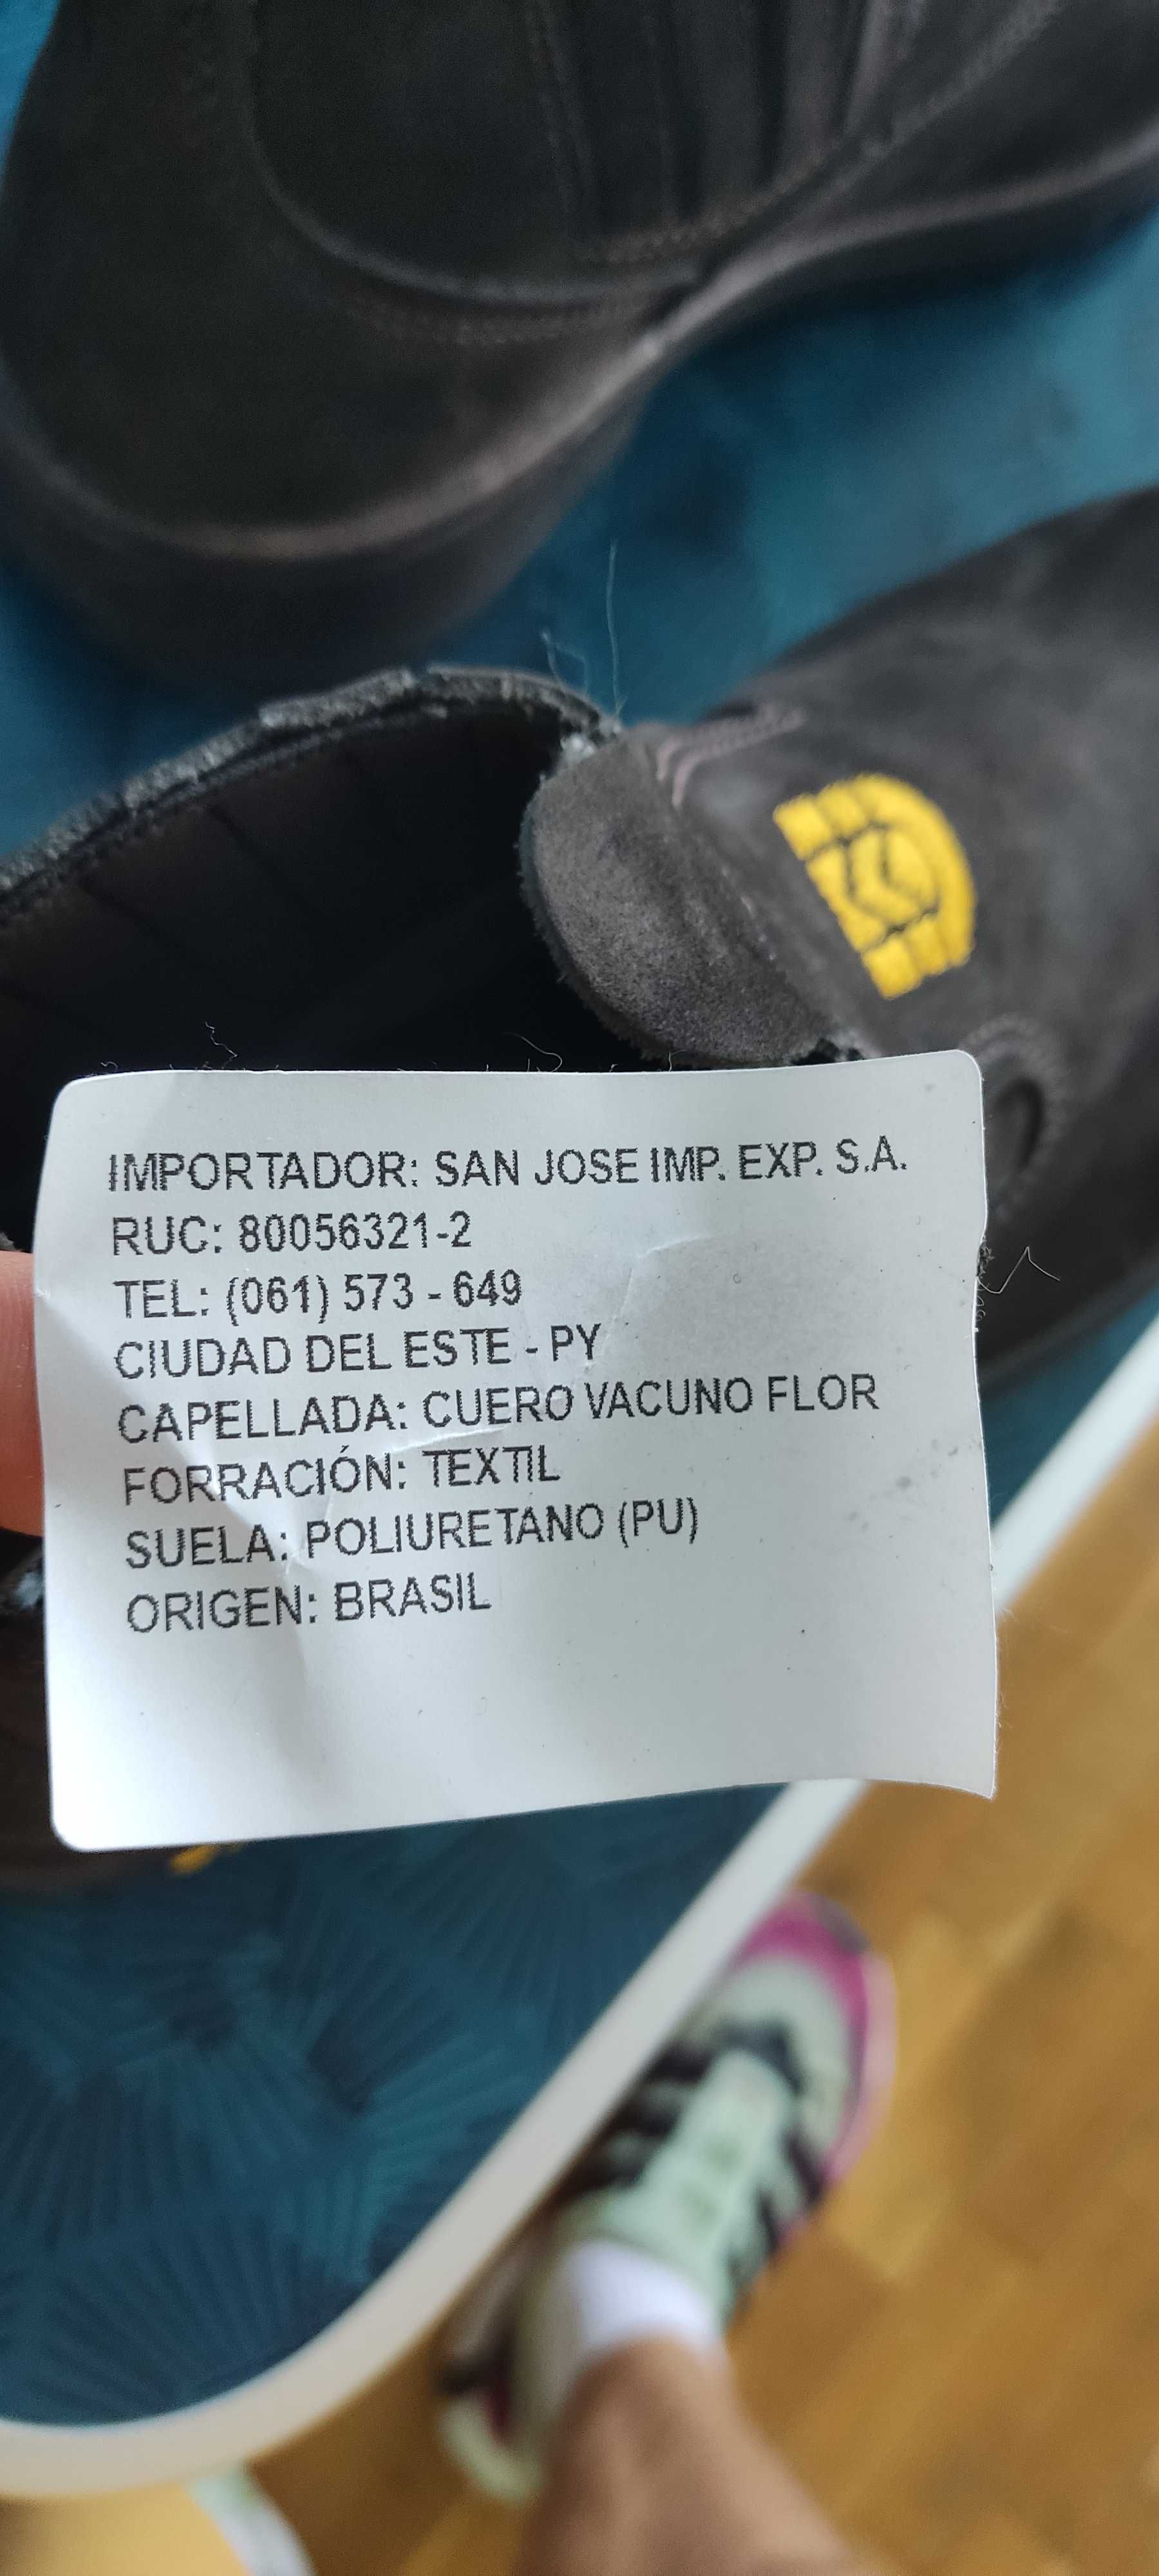 IMPORTADOR: SAN JOSE IMP. EXP. S.A.
RUC: 80056321-2
TEL: (061) 573 - 649
CIUDAD DEL ESTE - PY
CAPELLADA: CUERO VACUNO FLOR
FORRACIÓN: TEXTIL
SUELA: POLIURETANO (PU)
ORIGEN: BRASIL